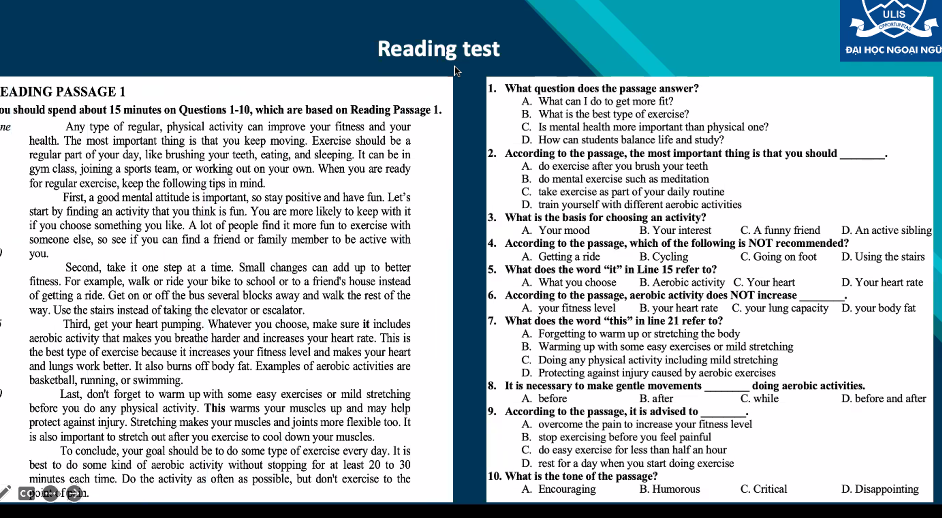 ULIS
ĐẠI HỌC NGOẠI NGỮ
Reading test
EADING PASSAGE 1
ou should spend about 15 minutes on Questions 1-10, which are based on Reading Passage 1.
ne
Any type of regular, physical activity can improve your fitness and your
health. The most important thing is that you keep moving. Exercise should be a
regular part of your day, like brushing your teeth, eating, and sleeping. It can be in
gym class, joining a sports team, or working out on your own. When you are ready
for regular exercise, keep the following tips in mind.
First, a good mental attitude is important, so stay positive and have fun. Let's
start by finding an activity that you think is fun. You are more likely to keep with it
if you choose something you like. A lot of people find it more fun to exercise with
someone else, so see if you can find a friend or family member to be active with
you.
Second, take it one step at a time. Small changes can add up to better
fitness. For example, walk or ride your bike to school or to a friend's house instead
of getting a ride. Get on or off the bus several blocks away and walk the rest of the
way. Use the stairs instead of taking the elevator or escalator.
Third, get your heart pumping. Whatever you choose, make sure it includes
aerobic activity that makes you breathe harder and increases your heart rate. This is
the best type of exercise because it increases your fitness level and makes your heart
and lungs work better. It also burns off body fat. Examples of aerobic activities are
basketball, running, or swimming.
Last, don't forget to warm up with some easy exercises or mild stretching
before you do any physical activity. This warms your muscles up and may help
protect against injury. Stretching makes your muscles and joints more flexible too. It
is also important to stretch out after you exercise to cool down your muscles.
To conclude, your goal should be to do some type of exercise every day. It is
best to do some kind of aerobic activity without stopping for at least 20 to 30
minutes each time. Do the activity as often as possible, but don't exercise to the
point of pain.
1. What question does the passage answer?
A. What can I do to get more fit?
B. What is the best type of exercise?
C. Is mental health more important than physical one?
D. How can students balance life and study?
2. According to the passage, the most important thing is that you should ________.
A. do exercise after you brush your teeth
B. do mental exercise such as meditation
C. take exercise as part of your daily routine
D. train yourself with different aerobic activities
3. What is the basis for choosing an activity?
A. Your mood B. Your interest C. A funny friend D. An active sibling
4. According to the passage, which of the following is NOT recommended?
A. Getting a ride B. Cycling C. Going on foot D. Using the stairs
5. What does the word “it” in Line 15 refer to?
A. What you choose B. Aerobic activity C. Your heart D. Your heart rate
6. According to the passage, aerobic activity does NOT increase ________.
A. your fitness level B. your heart rate C. your lung capacity D. your body fat
7. What does the word “this” in line 21 refer to?
A. Forgetting to warm up or stretching the body
B. Warming up with some easy exercises or mild stretching
C. Doing any physical activity including mild stretching
D. Protecting against injury caused by aerobic exercises
8. It is necessary to make gentle movements ________ doing aerobic activities.
A. before B. after C. while D. before and after
9. According to the passage, it is advised to ________.
A. overcome the pain to increase your fitness level
B. stop exercising before you feel painful
C. do easy exercise for less than half an hour
D. rest for a day when you start doing exercise
10. What is the tone of the passage?
A. Encouraging B. Humorous C. Critical D. Disappointing